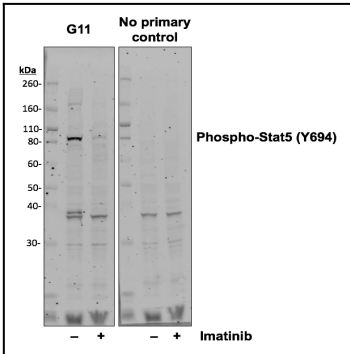 G11
No primary
control
kDa
260-
160-
110-
80-
60-
50-
40-
30-
Phospho-Stat5 (Y694)
– + – + Imatinib